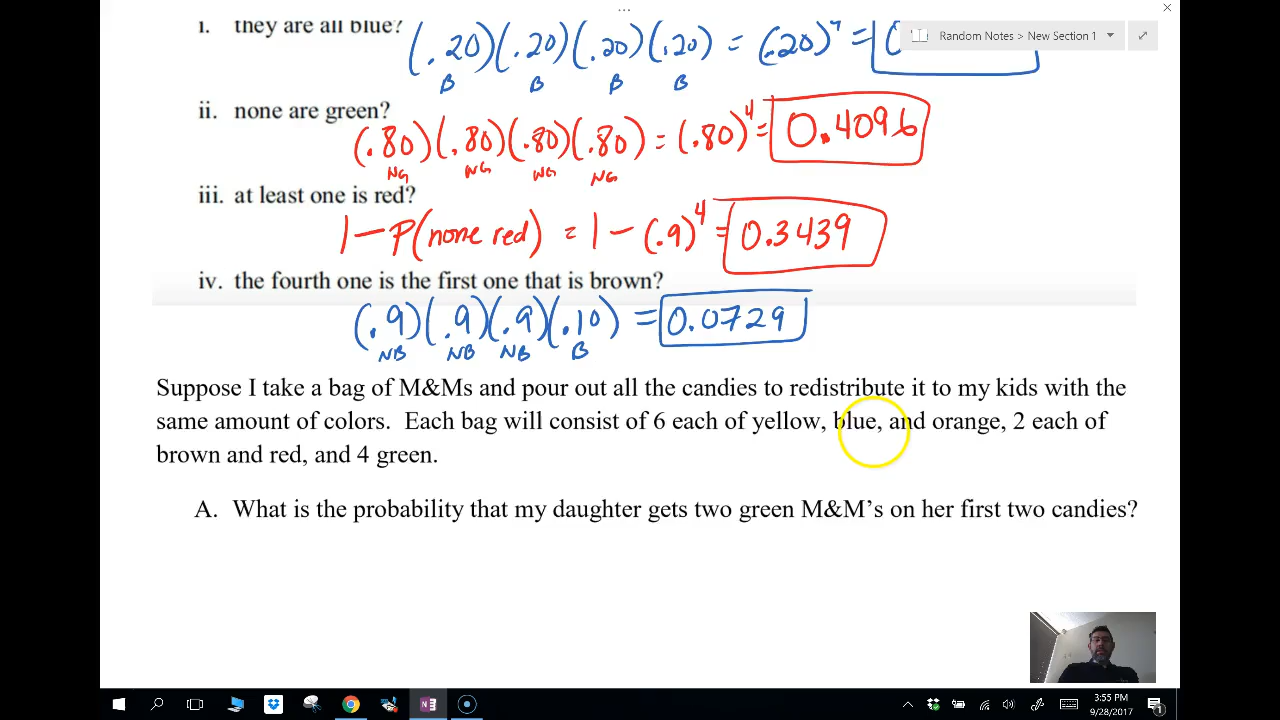 i. they are all blue? (.20)(.20)(.20)(.20) = (.20)⁴ =
B B B B
Random Notes > New Section 1
ii. none are green?
(.80)(.80)(.80)(.80) = (.80)⁴ = 0.4096
NG NG NG NG
iii. at least one is red?
1 - P(none red) = 1 - (.9)⁴ = 0.3439
iv. the fourth one is the first one that is brown?
(.9)(.9)(.9)(.10) = 0.0729
NB NB NB B
Suppose I take a bag of M&Ms and pour out all the candies to redistribute it to my kids with the
same amount of colors. Each bag will consist of 6 each of yellow, blue, and orange, 2 each of
brown and red, and 4 green.
A. What is the probability that my daughter gets two green M&M's on her first two candies?
3:55 PM
9/28/2017